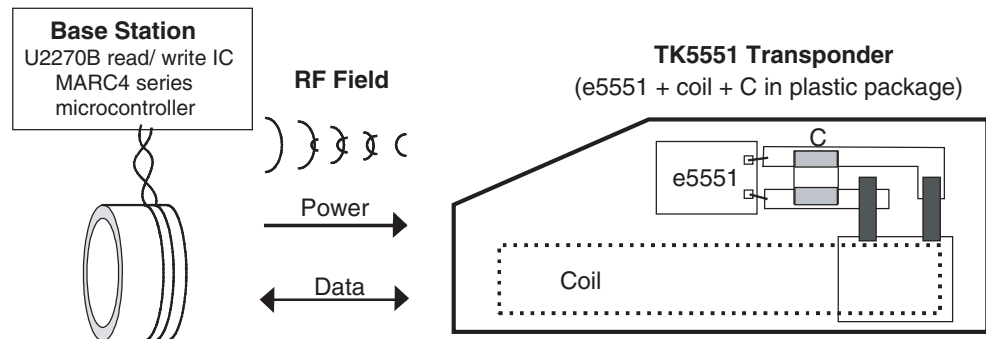 Base Station
U2270B read/ write IC
MARC4 series
microcontroller
RF Field
Power
Data
TK5551 Transponder
(e5551 + coil + C in plastic package)
C
e5551
Coil